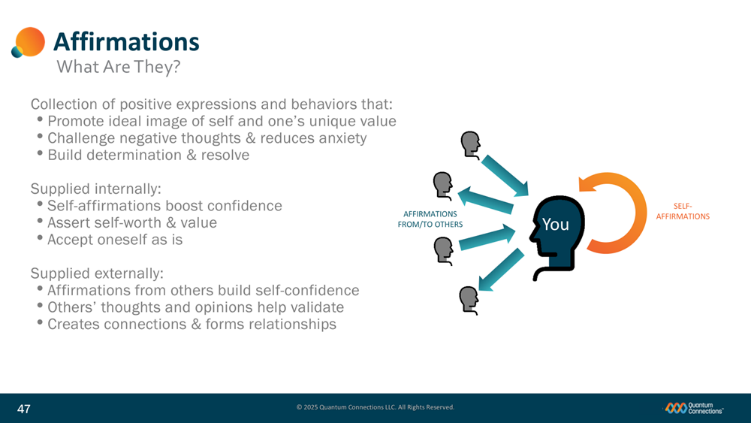 Affirmations
What Are They?
Collection of positive expressions and behaviors that:
• Promote ideal image of self and one's unique value
• Challenge negative thoughts & reduces anxiety
• Build determination & resolve
Supplied internally:
• Self-affirmations boost confidence
• Assert self-worth & value
• Accept oneself as is
Supplied externally:
• Affirmations from others build self-confidence
• Others' thoughts and opinions help validate
• Creates connections & forms relationships
AFFIRMATIONS
FROM/TO OTHERS
You
SELF-
AFFIRMATIONS
47
© 2025 Quantum Connections LLC. All Rights Reserved.
Quantum
Connections™